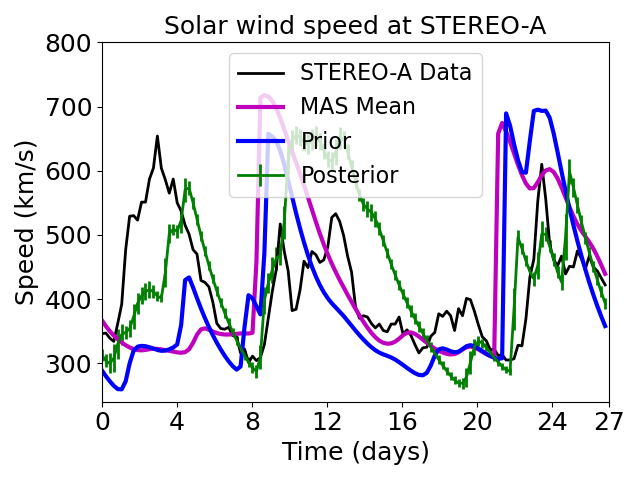 Solar wind speed at STEREO-A
800
700
600
500
400
300
Speed (km/s)
STEREO-A Data
MAS Mean
Prior
Posterior
0 4 8 12 16 20 24 27
Time (days)